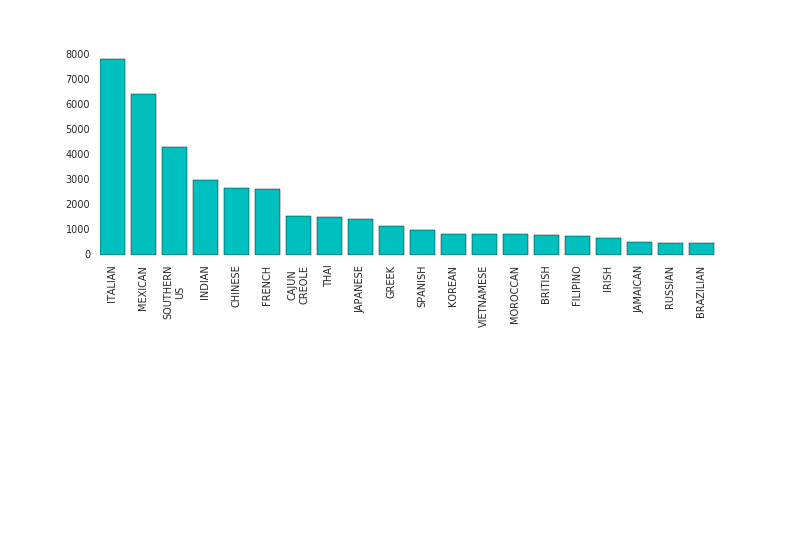 8000
7000
6000
5000
4000
3000
2000
1000
0
ITALIAN
MEXICAN
SOUTHERN
US
INDIAN
CHINESE
FRENCH
CAJUN
CREOLE
THAI
JAPANESE
GREEK
SPANISH
KOREAN
VIETNAMESE
MOROCCAN
BRITISH
FILIPINO
IRISH
JAMAICAN
RUSSIAN
BRAZILIAN